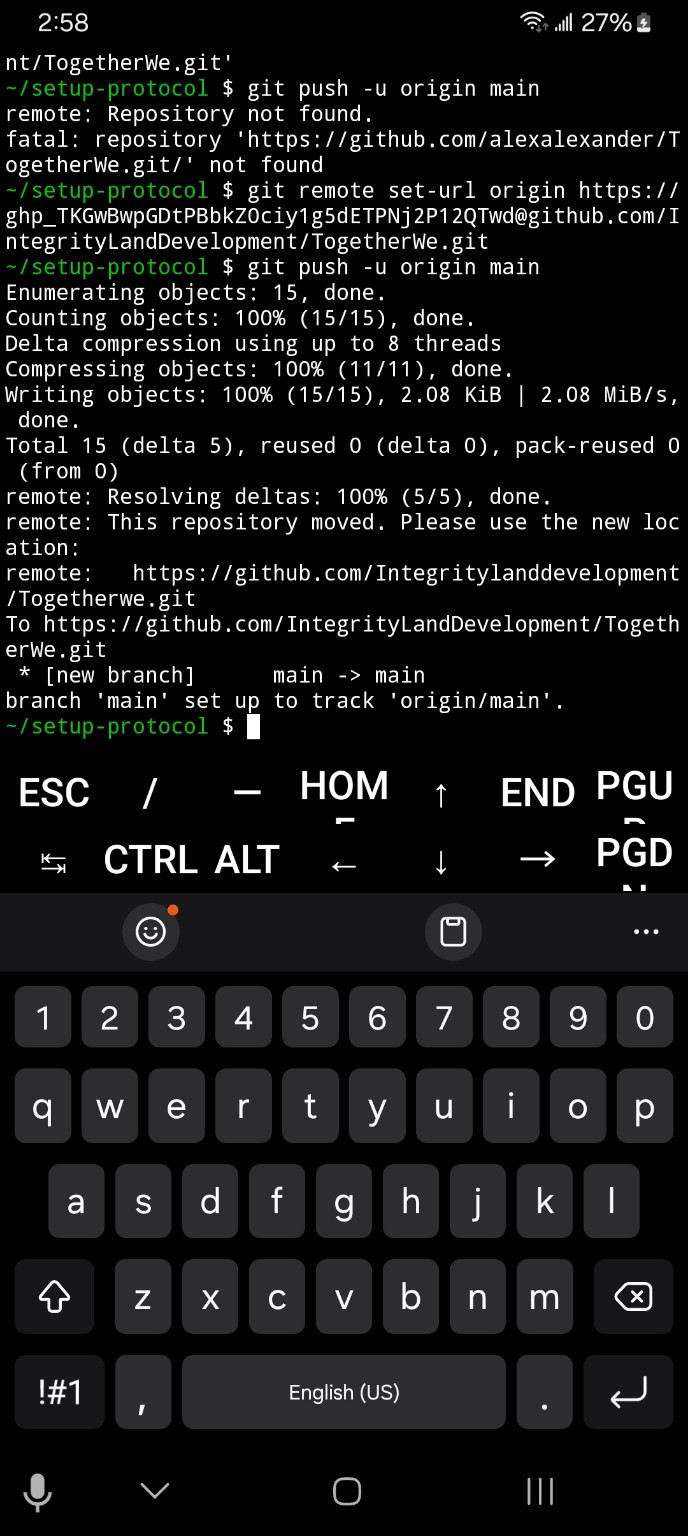 2:58
27%
nt/TogetherWe.git'
~/setup-protocol $ git push -u origin main
remote: Repository not found.
fatal: repository 'https://github.com/alexalexander/T
ogetherWe.git/' not found
~/setup-protocol $ git remote set-url origin https://
ghp_TKGwBwpGDtPBbkZOciy1g5dETPNj2P12QTwd@github.com/I
ntegrityLandDevelopment/TogetherWe.git
~/setup-protocol $ git push -u origin main
Enumerating objects: 15, done.
Counting objects: 100% (15/15), done.
Delta compression using up to 8 threads
Compressing objects: 100% (11/11), done.
Writing objects: 100% (15/15), 2.08 KiB | 2.08 MiB/s,
 done.
Total 15 (delta 5), reused 0 (delta 0), pack-reused 0
 (from 0)
remote: Resolving deltas: 100% (5/5), done.
remote: This repository moved. Please use the new loc
ation:
remote:   https://github.com/Integritylanddevelopment
/Togetherwe.git
To https://github.com/IntegrityLandDevelopment/Togeth
erWe.git
 * [new branch]      main -> main
branch 'main' set up to track 'origin/main'.
~/setup-protocol $
ESC / — HOME ↑ END PGUP
↹ CTRL ALT ← ↓ → PGDN
1 2 3 4 5 6 7 8 9 0
q w e r t y u i o p
a s d f g h j k l
z x c v b n m
!#1 , English (US) .